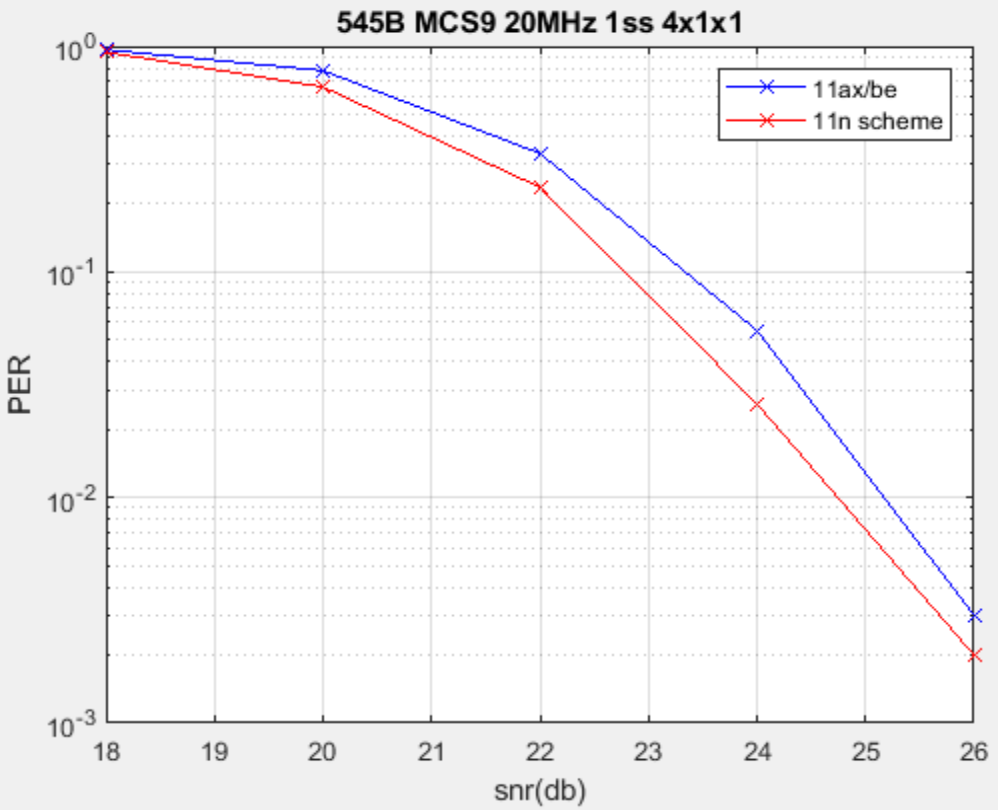 545B MCS9 20MHz 1ss 4x1x1
11ax/be
11n scheme
10^0
10^-1
10^-2
10^-3
PER
18 19 20 21 22 23 24 25 26
snr(db)